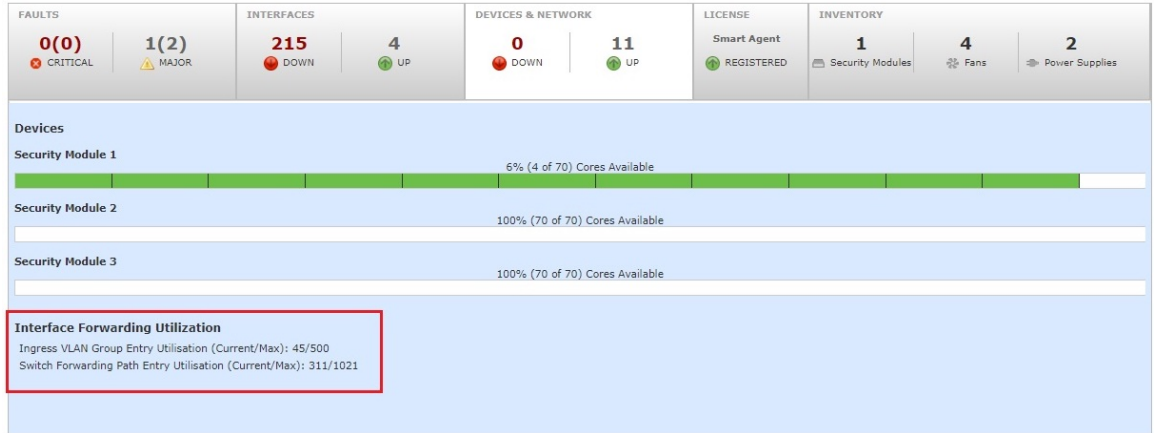 FAULTS
0(0)
CRITICAL
1(2)
MAJOR
INTERFACES
215
DOWN
4
UP
DEVICES & NETWORK
0
DOWN
11
UP
LICENSE
Smart Agent
REGISTERED
INVENTORY
1
Security Modules
4
Fans
2
Power Supplies
Devices
Security Module 1
6% (4 of 70) Cores Available
Security Module 2
100% (70 of 70) Cores Available
Security Module 3
100% (70 of 70) Cores Available
Interface Forwarding Utilization
Ingress VLAN Group Entry Utilisation (Current/Max): 45/500
Switch Forwarding Path Entry Utilisation (Current/Max): 311/1021